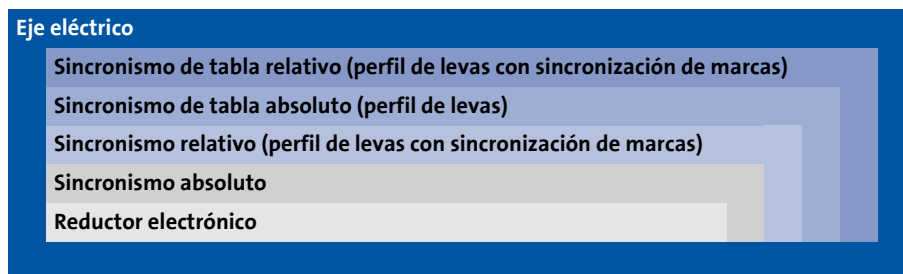 Eje eléctrico
Sincronismo de tabla relativo (perfil de levas con sincronización de marcas)
Sincronismo de tabla absoluto (perfil de levas)
Sincronismo relativo (perfil de levas con sincronización de marcas)
Sincronismo absoluto
Reductor electrónico